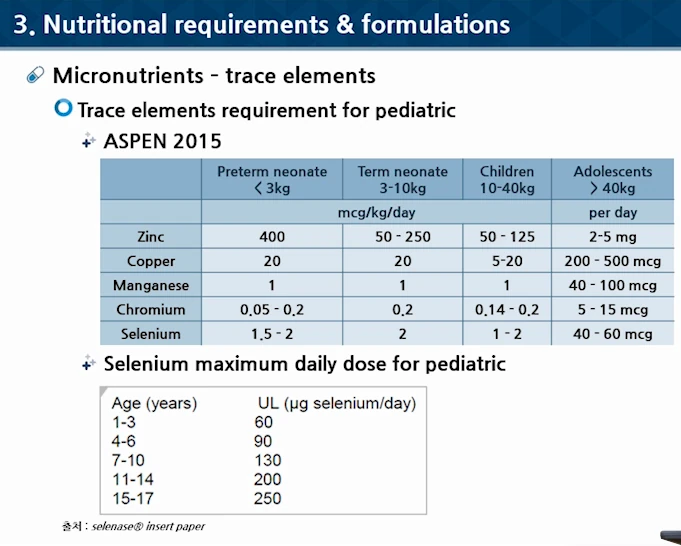 3. Nutritional requirements & formulations
Micronutrients - trace elements
Trace elements requirement for pediatric
ASPEN 2015
Preterm neonate < 3kg Term neonate 3-10kg Children 10-40kg Adolescents > 40kg
mcg/kg/day per day
Zinc 400 50 - 250 50 - 125 2-5 mg
Copper 20 20 5-20 200 - 500 mcg
Manganese 1 1 1 40 - 100 mcg
Chromium 0.05 - 0.2 0.2 0.14 - 0.2 5 - 15 mcg
Selenium 1.5 - 2 2 1 - 2 40 - 60 mcg
Selenium maximum daily dose for pediatric
Age (years) UL (µg selenium/day)
1-3 60
4-6 90
7-10 130
11-14 200
15-17 250
출처 : selenase® insert paper